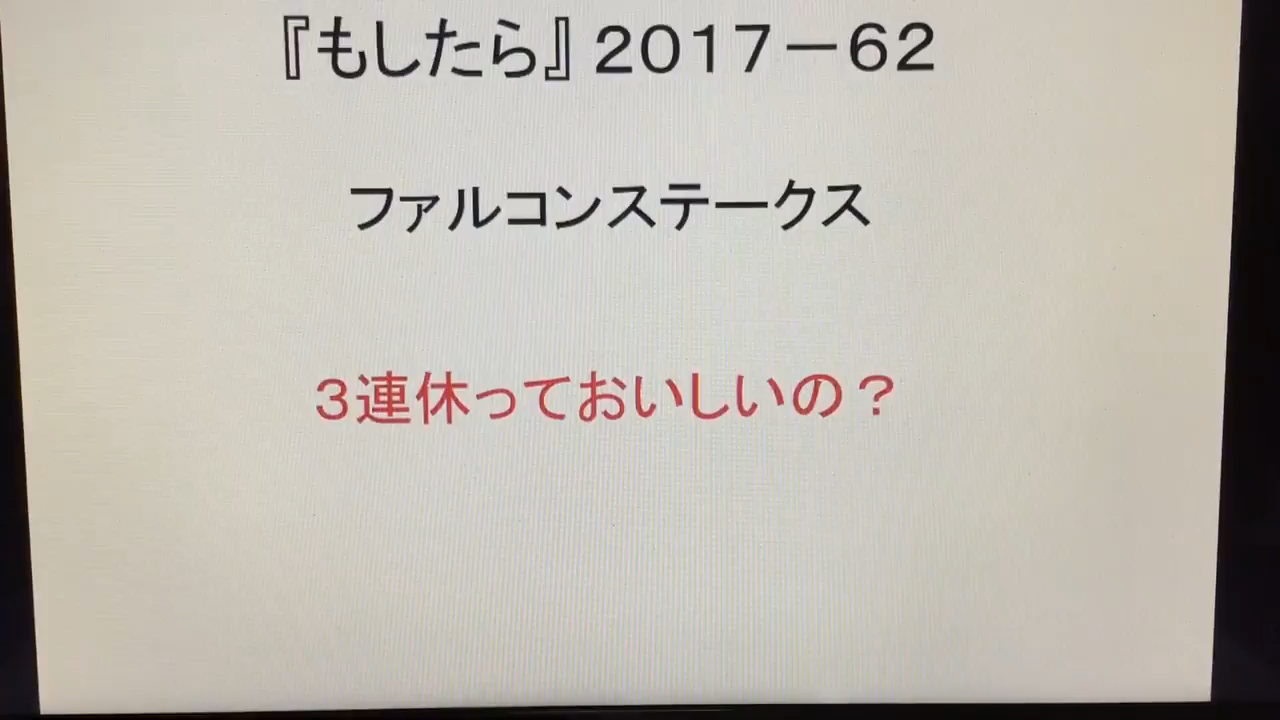 『もしたら』２０１７－６２
ファルコンステークス
３連休っておいしいの？